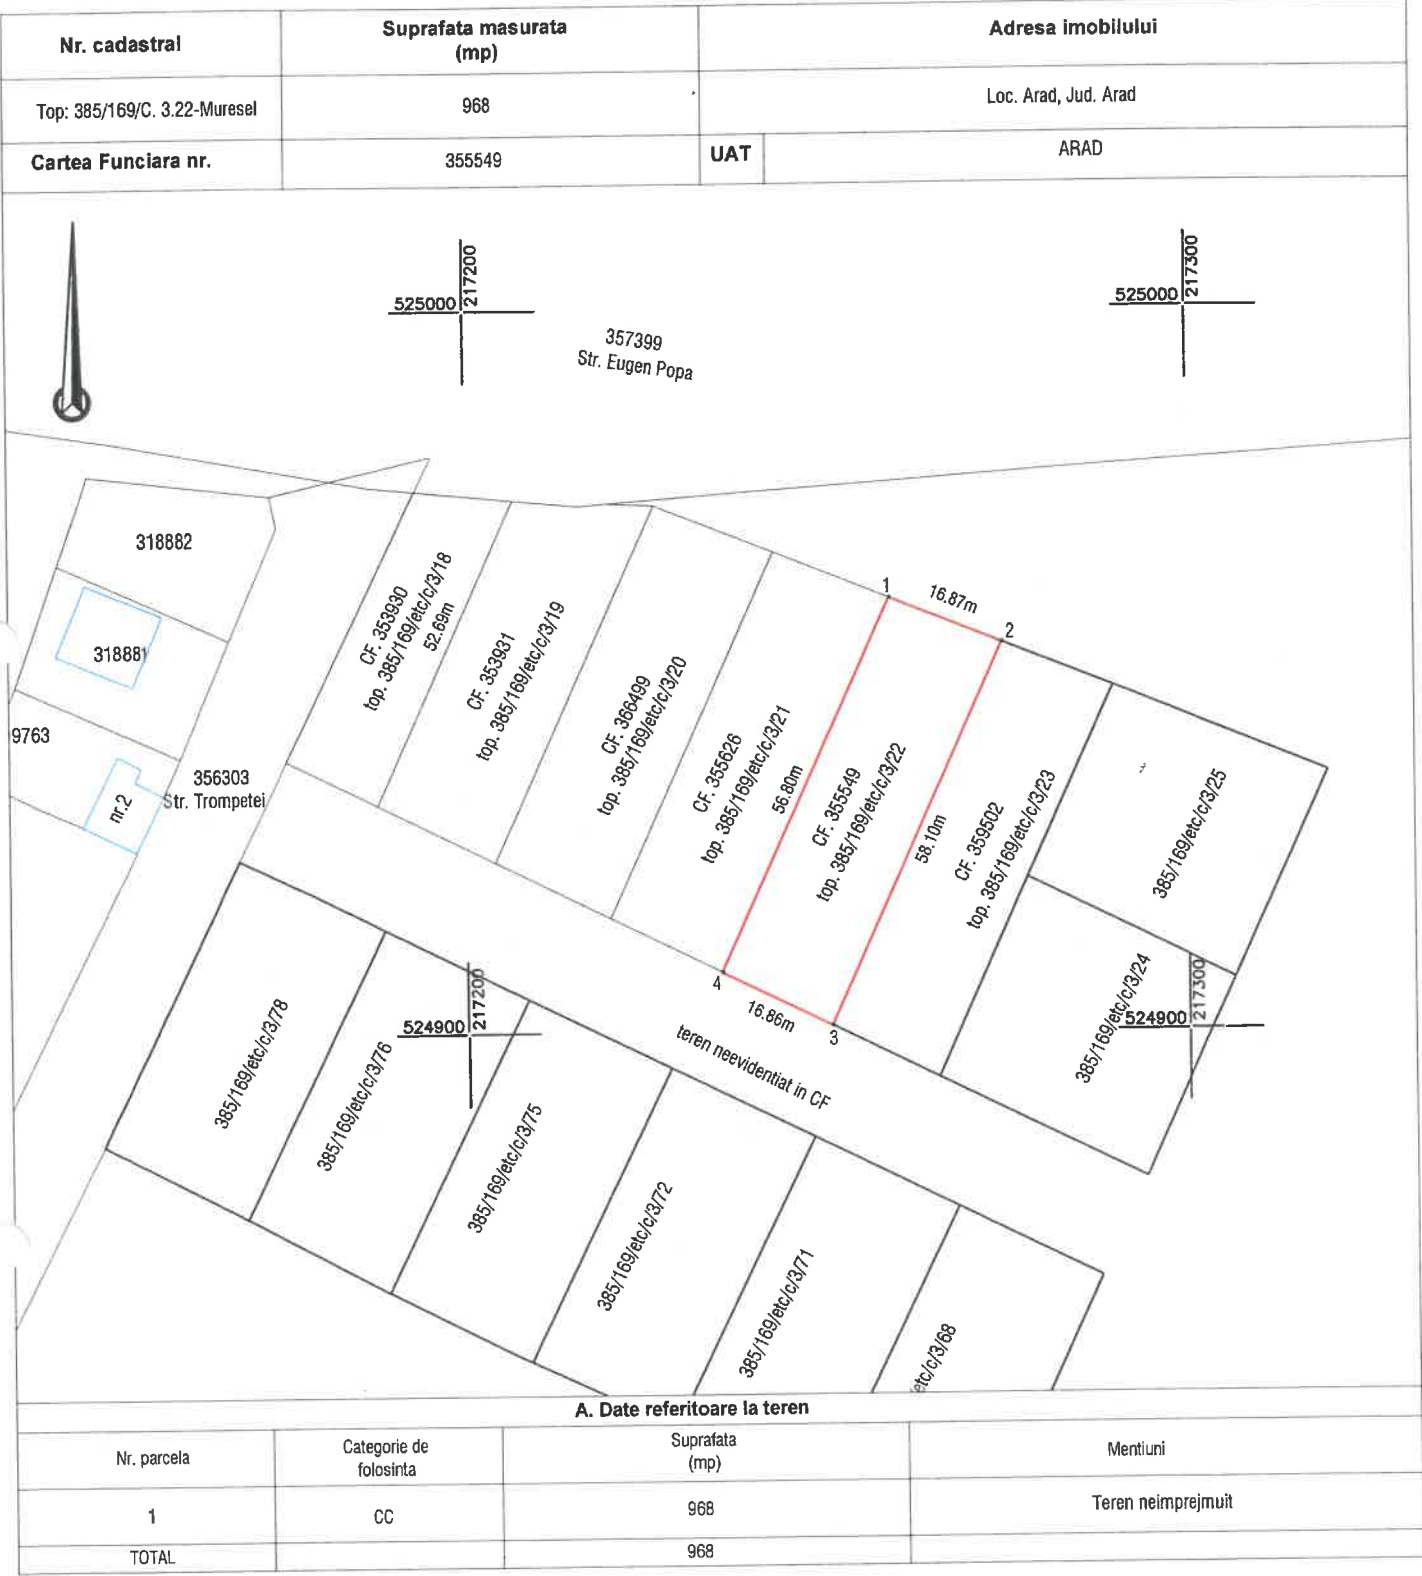 Nr. cadastral
Suprafata masurata
(mp)
Adresa imobilului
Top: 385/169/C. 3.22-Muresel
968
Loc. Arad, Jud. Arad
Cartea Funciara nr.
355549
UAT
ARAD
525000
217200
525000
217300
357399
Str. Eugen Popa
318882
318881
9763
nr.2
356303
Str. Trompetei
CF. 353930
top. 385/169/etc/c/3/18
52.69m
CF. 353931
top. 385/169/etc/c/3/19
CF. 366499
top. 385/169/etc/c/3/20
CF. 355626
top. 385/169/etc/c/3/21
1
16.87m
2
56.80m
CF. 355549
top. 385/169/etc/c/3/22
58.10m
CF. 359502
top. 385/169/etc/c/3/23
385/169/etc/c/3/25
385/169/etc/c/3/24
4
16.86m
3
524900
217200
524900
217300
teren neevidentiat in CF
385/169/etc/c/3/78
385/169/etc/c/3/76
385/169/etc/c/3/75
385/169/etc/c/3/72
385/169/etc/c/3/71
etc/c/3/68
A. Date referitoare la teren
Nr. parcela
Categorie de
folosinta
Suprafata
(mp)
Mentiuni
1
CC
968
Teren neimprejmuit
TOTAL
968